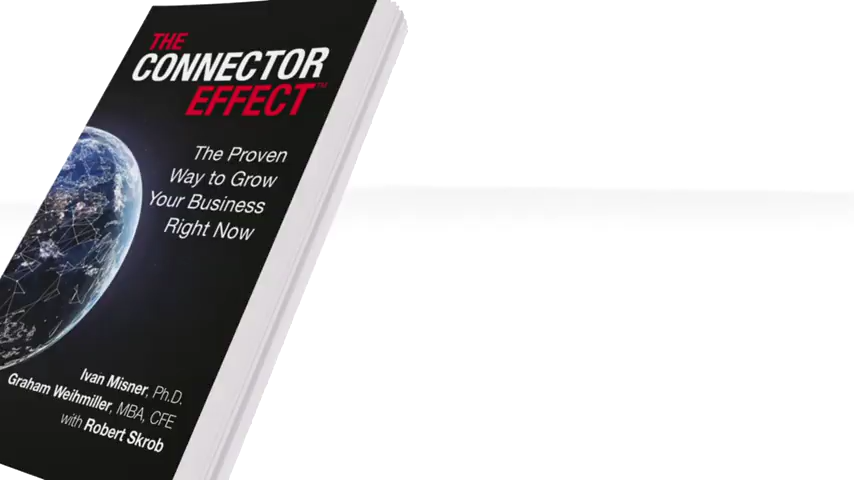 THE
CONNECTOR
EFFECT™
The Proven
Way to Grow
Your Business
Right Now
Ivan Misner, Ph.D.
Graham Weihmiller, MBA, CFE
with Robert Skrob